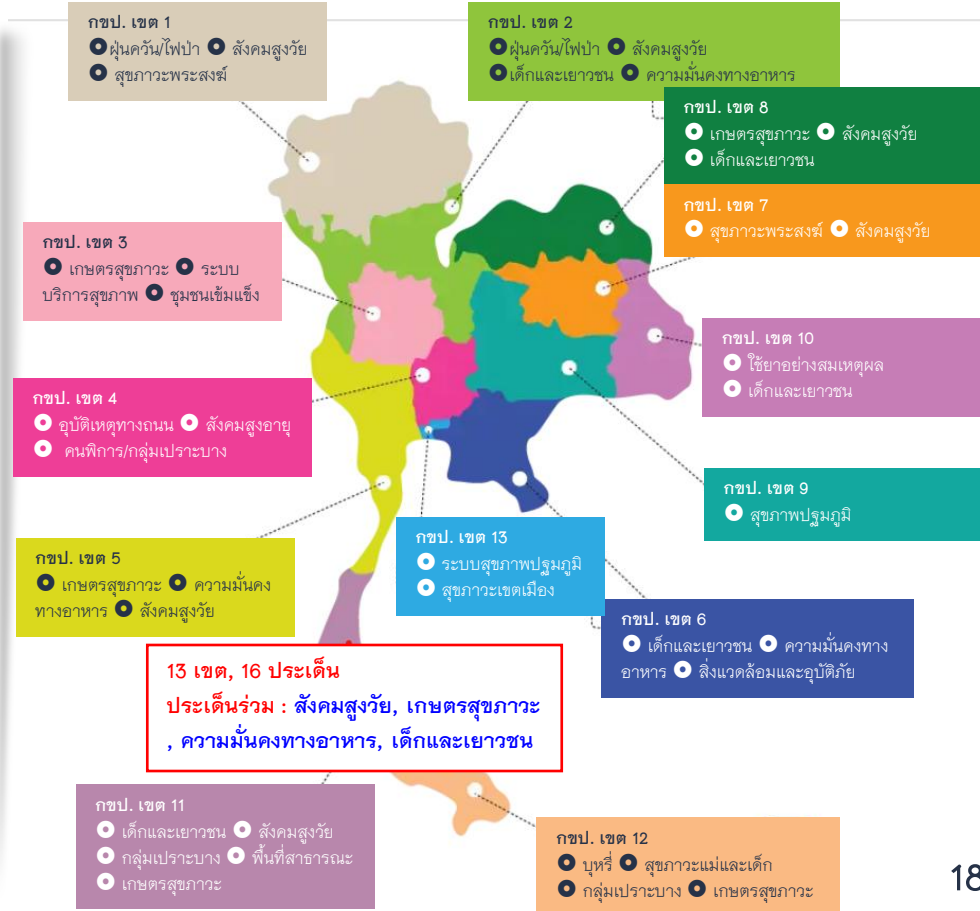 กขป. เขต 1
ฝุ่นควัน/ไฟป่า สังคมสูงวัย
สุขภาวะพระสงฆ์
กขป. เขต 2
ฝุ่นควัน/ไฟป่า สังคมสูงวัย
เด็กและเยาวชน ความมั่นคงทางอาหาร
กขป. เขต 8
เกษตรสุขภาวะ สังคมสูงวัย
เด็กและเยาวชน
กขป. เขต 7
สุขภาวะพระสงฆ์ สังคมสูงวัย
กขป. เขต 3
เกษตรสุขภาวะ ระบบ
บริการสุขภาพ ชุมชนเข้มแข็ง
กขป. เขต 10
ใช้ยาอย่างสมเหตุผล
เด็กและเยาวชน
กขป. เขต 4
อุบัติเหตุทางถนน สังคมสูงอายุ
คนพิการ/กลุ่มเปราะบาง
กขป. เขต 9
สุขภาพปฐมภูมิ
กขป. เขต 13
ระบบสุขภาพปฐมภูมิ
สุขภาวะเขตเมือง
กขป. เขต 5
เกษตรสุขภาวะ ความมั่นคง
ทางอาหาร สังคมสูงวัย
กขป. เขต 6
เด็กและเยาวชน ความมั่นคงทาง
อาหาร สิ่งแวดล้อมและอุบัติภัย
13 เขต, 16 ประเด็น
ประเด็นร่วม : สังคมสูงวัย, เกษตรสุขภาวะ
, ความมั่นคงทางอาหาร, เด็กและเยาวชน
กขป. เขต 11
เด็กและเยาวชน สังคมสูงวัย
กลุ่มเปราะบาง พื้นที่สาธารณะ
เกษตรสุขภาวะ
กขป. เขต 12
บุหรี่ สุขภาวะแม่และเด็ก
กลุ่มเปราะบาง เกษตรสุขภาวะ
18